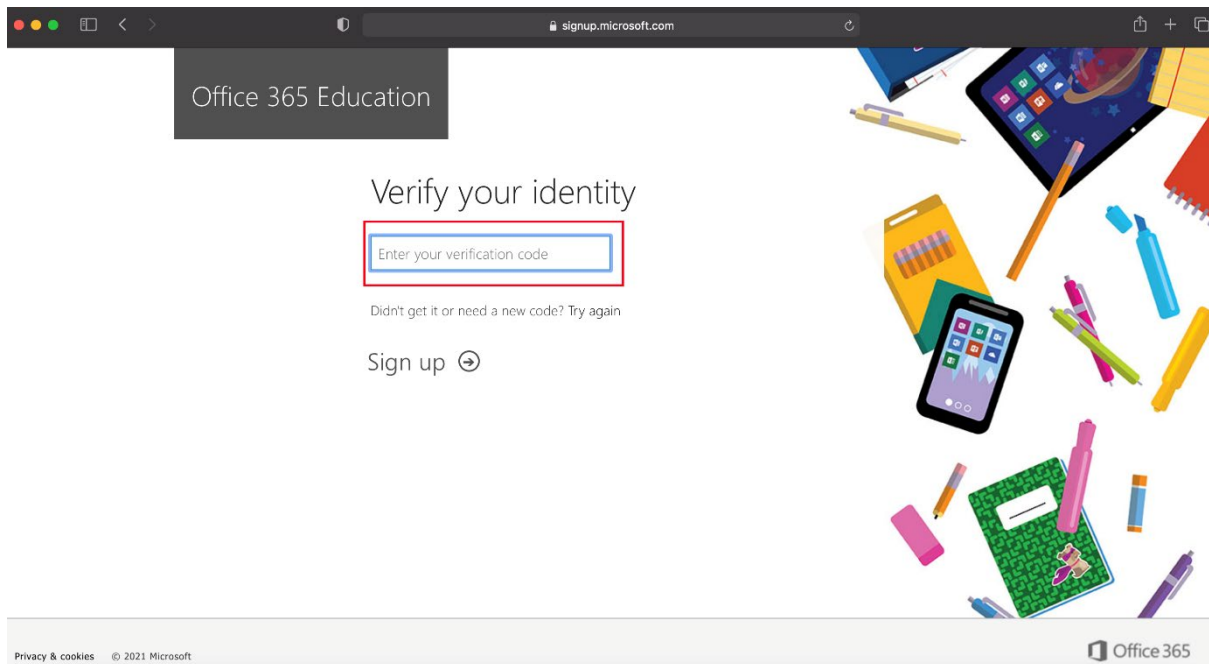 signup.microsoft.com
Office 365 Education
Verify your identity
Enter your verification code
Didn't get it or need a new code? Try again
Sign up
Privacy & cookies © 2021 Microsoft
Office 365